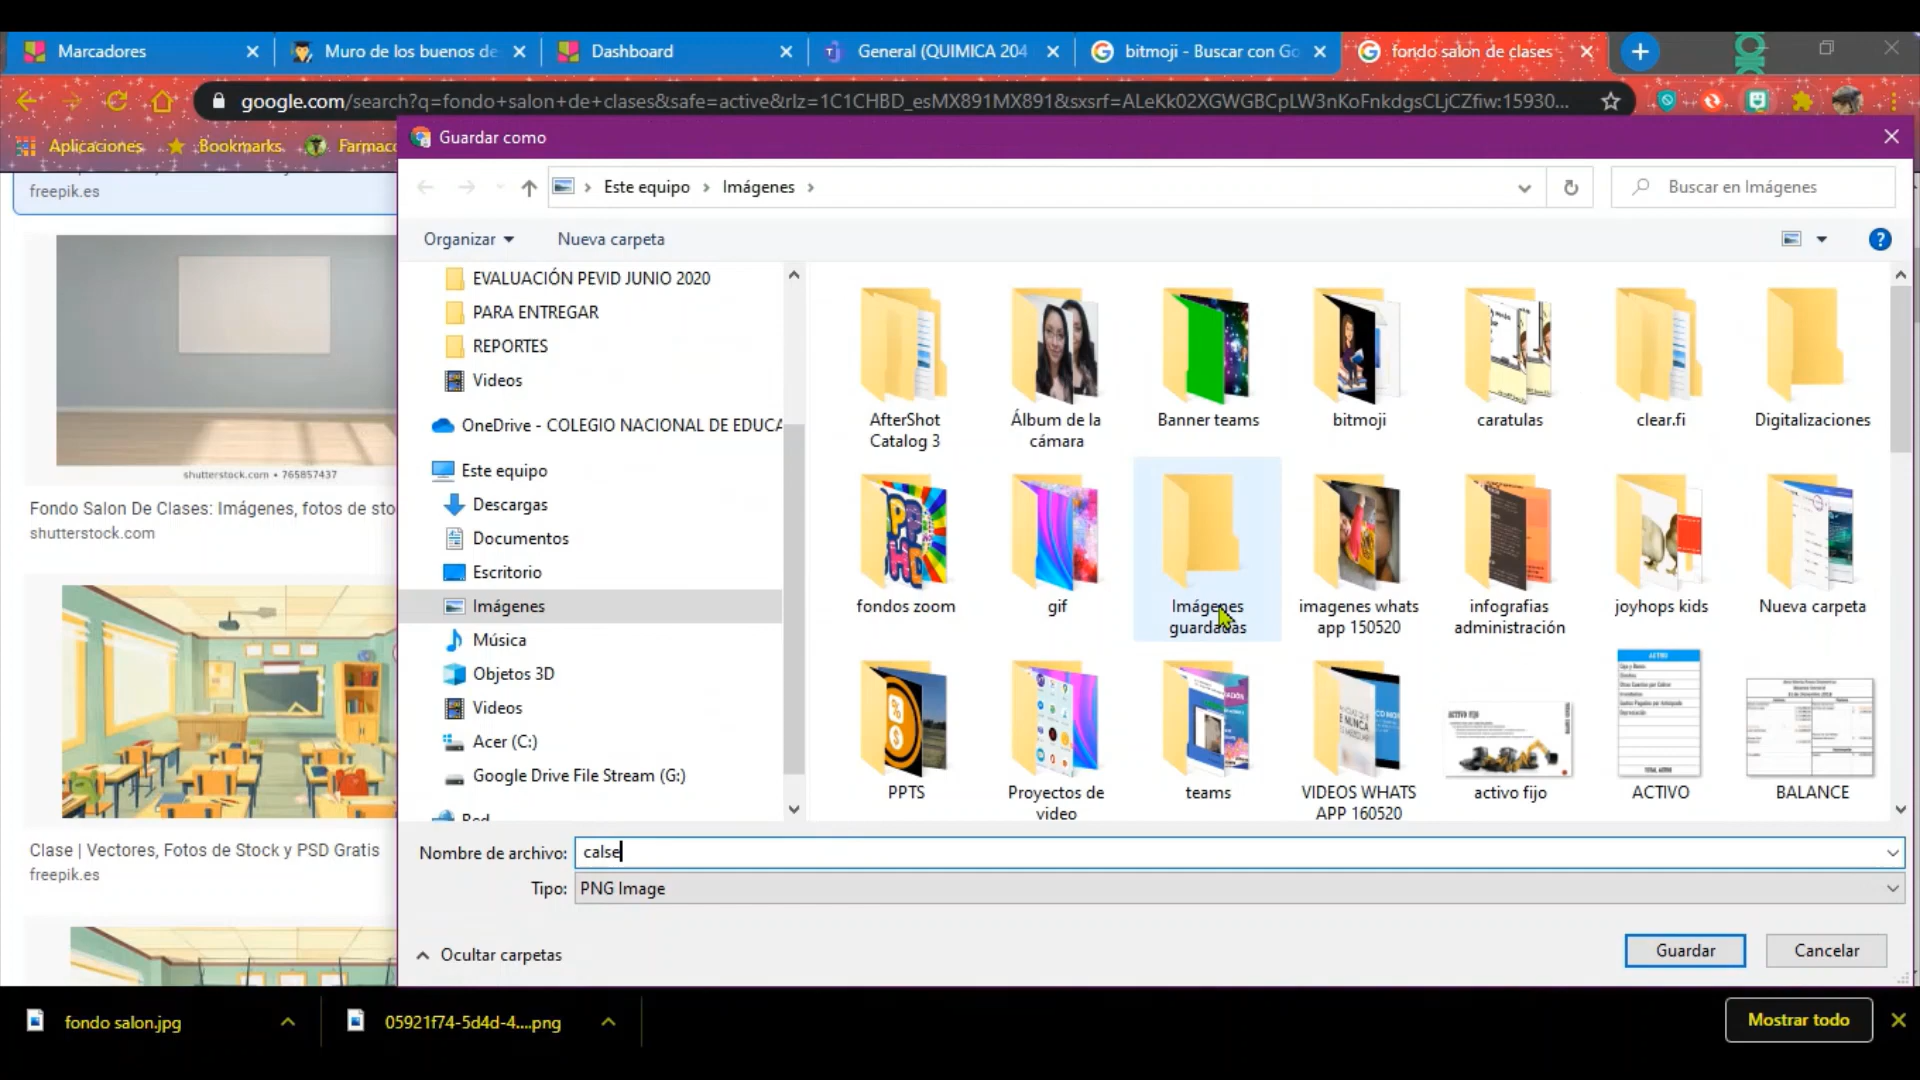 Marcadores
Muro de los buenos de
Dashboard
General (QUIMICA 204
bitmoji - Buscar con Go
fondo salon de clases -
google.com/search?q=fondo+salon+de+clases&safe=active&rlz=1C1CHBD_esMX891MX891&sxsrf=ALeKk02XGWGBCpLW3nKoFnkdgsCLjCZfiw:15930...
Aplicaciones
Bookmarks
Farmaco
Guardar como
freepik.es
Este equipo
Imágenes
Buscar en Imágenes
Organizar
Nueva carpeta
EVALUACIÓN PEVID JUNIO 2020
PARA ENTREGAR
REPORTES
Videos
OneDrive - COLEGIO NACIONAL DE EDUCA
Este equipo
Descargas
Documentos
Escritorio
Imágenes
Música
Objetos 3D
Videos
Acer (C:)
Google Drive File Stream (G:)
Red
AfterShot
Catalog 3
Álbum de la
cámara
Banner teams
bitmoji
caratulas
clear.fi
Digitalizaciones
fondos zoom
gif
Imágenes
guardadas
imagenes whats
app 150520
infografias
administración
joyhops kids
Nueva carpeta
PPTS
Proyectos de
video
teams
VIDEOS WHATS
APP 160520
ACTIVO FIJO
activo fijo
ACTIVO
BALANCE
shutterstock.com • 765857437
Fondo Salon De Clases: Imágenes, fotos de sto
shutterstock.com
Clase | Vectores, Fotos de Stock y PSD Gratis
freepik.es
Nombre de archivo:
calse
Tipo:
PNG Image
Ocultar carpetas
Guardar
Cancelar
fondo salon.jpg
05921f74-5d4d-4....png
Mostrar todo